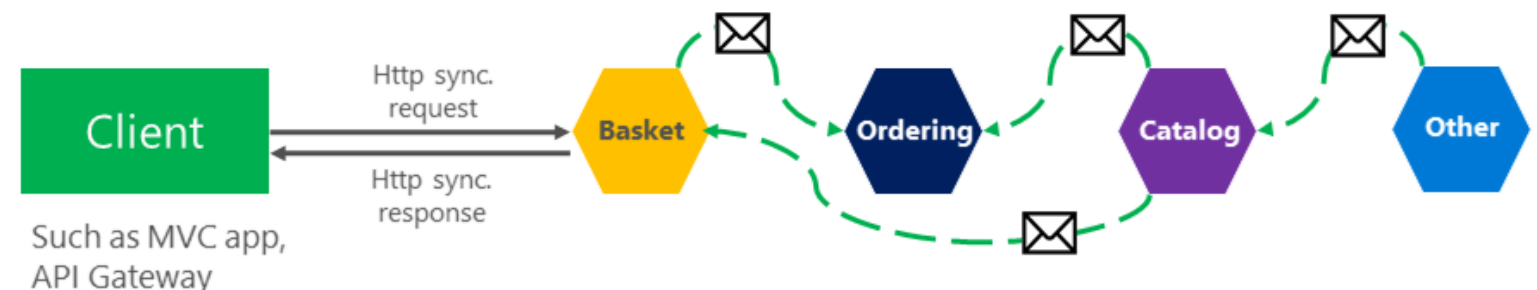 Client
Such as MVC app,
API Gateway
Http sync.
request
Http sync.
response
Basket
Ordering
Catalog
Other